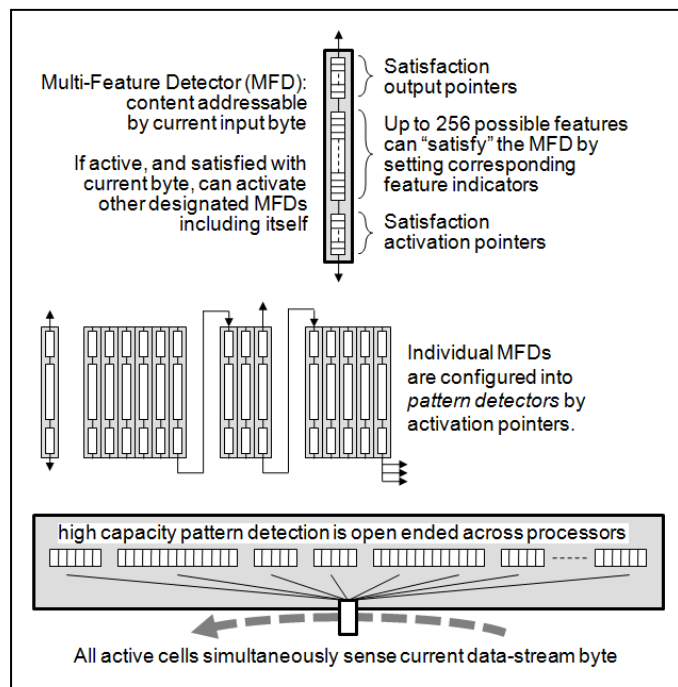 Multi-Feature Detector (MFD):
content addressable
by current input byte
If active, and satisfied with
current byte, can activate
other designated MFDs
including itself
Satisfaction
output pointers
Up to 256 possible features
can “satisfy” the MFD by
setting corresponding
feature indicators
Satisfaction
activation pointers
Individual MFDs
are configured into
pattern detectors by
activation pointers.
high capacity pattern detection is open ended across processors
All active cells simultaneously sense current data-stream byte